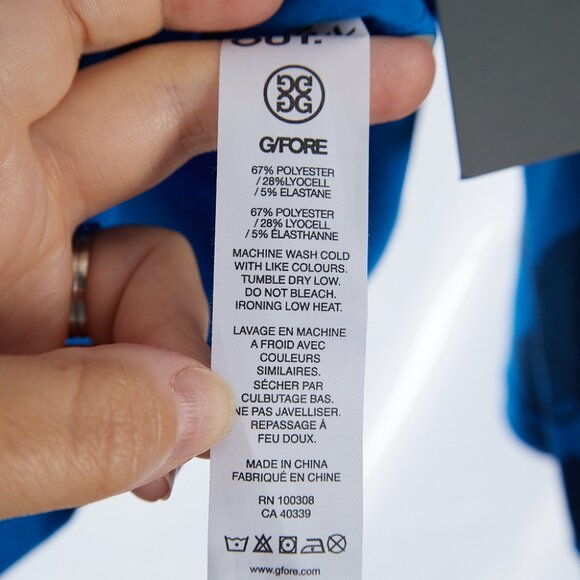 OUT.
G/FORE
67% POLYESTER
/ 28%LYOCELL
/ 5% ELASTANE
67% POLYESTER
/ 28% LYOCELL
/ 5% ÉLASTHANNE
MACHINE WASH COLD
WITH LIKE COLOURS.
TUMBLE DRY LOW.
DO NOT BLEACH.
IRONING LOW HEAT.
LAVAGE EN MACHINE
A FROID AVEC
COULEURS
SIMILAIRES.
SÉCHER PAR
CULBUTAGE BAS.
NE PAS JAVELLISER.
REPASSAGE À
FEU DOUX.
MADE IN CHINA
FABRIQUÉ EN CHINE
RN 100308
CA 40339
www.gfore.com